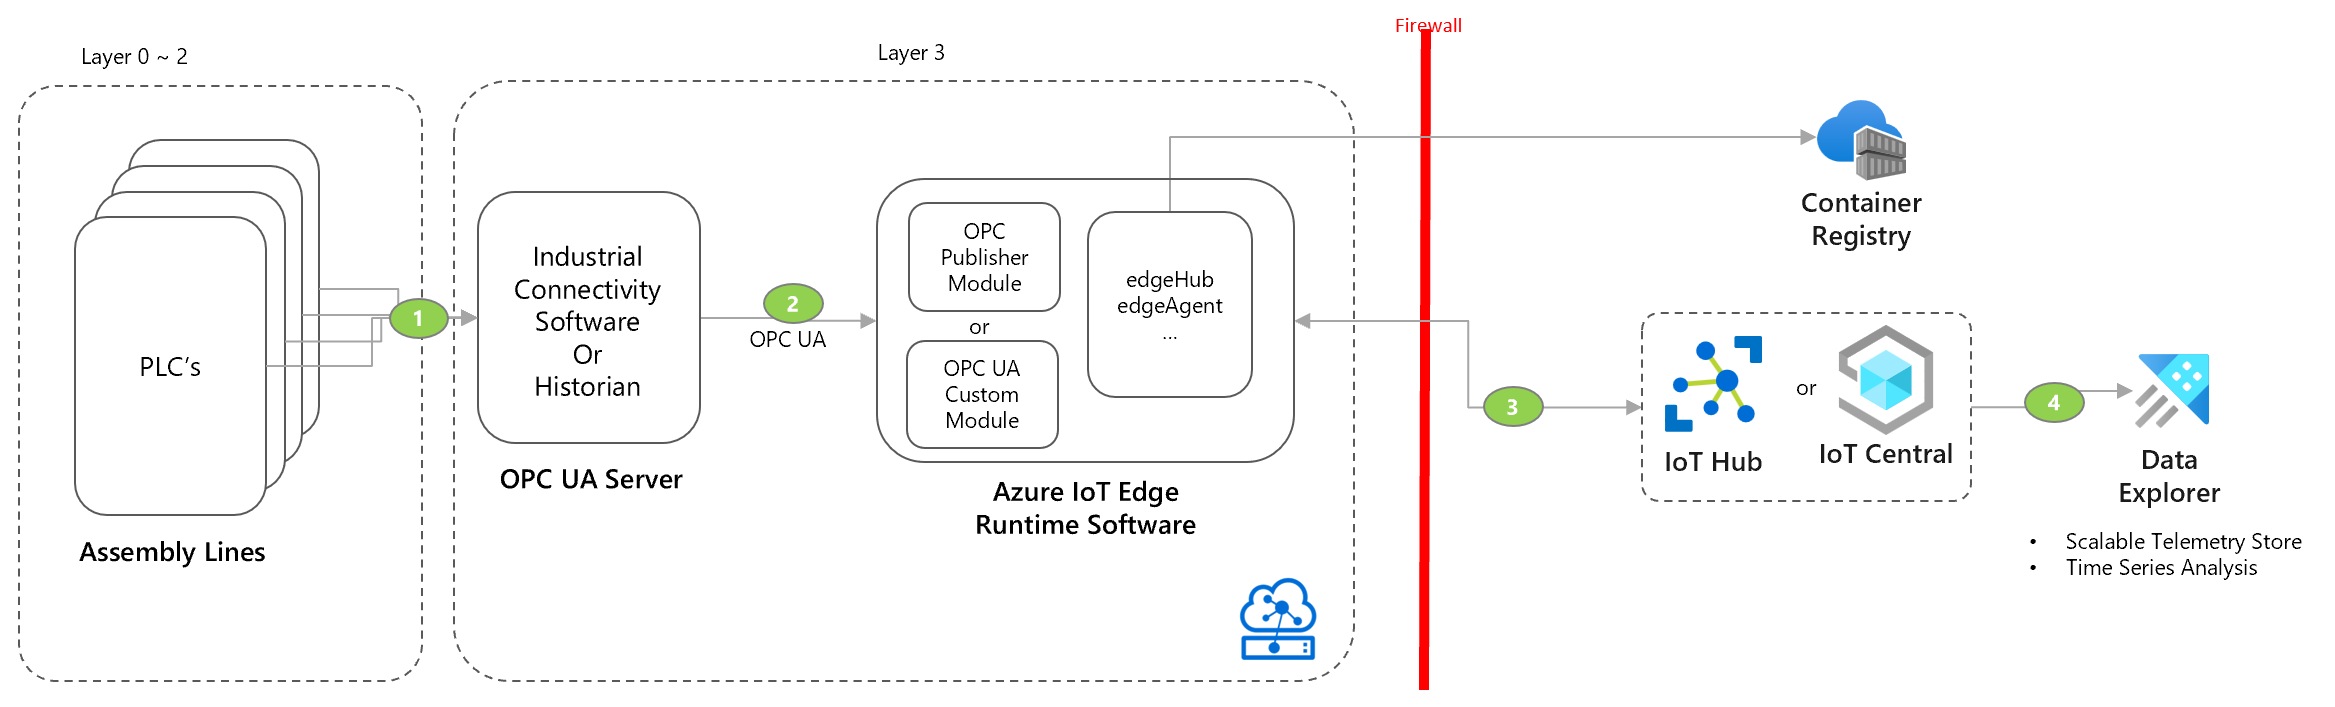 Firewall
Layer 0 ~ 2
Layer 3
PLC's
Assembly Lines
1
Industrial
Connectivity
Software
Or
Historian
OPC UA Server
2
OPC UA
OPC
Publisher
Module
or
OPC UA
Custom
Module
edgeHub
edgeAgent
...
Azure IoT Edge
Runtime Software
Container
Registry
3
IoT Hub
or
IoT Central
4
Data
Explorer
• Scalable Telemetry Store
• Time Series Analysis